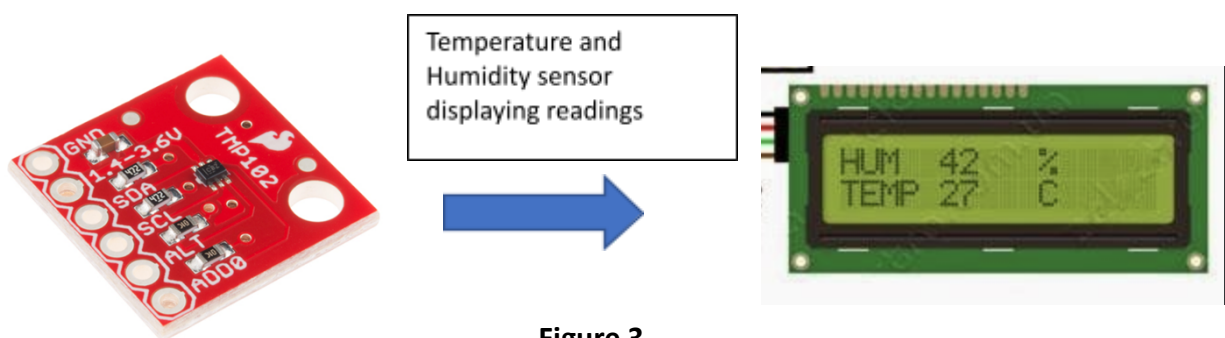 Temperature and
Humidity sensor
displaying readings
GND
1.4-3.6V
SDA
SCL
ALT
ADD0
TMP102
HUM 42 %
TEMP 27 C
Figure 3